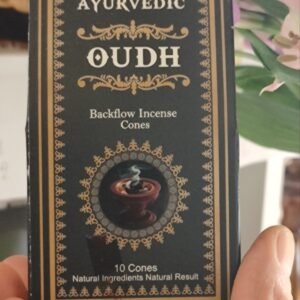 AYURVEDIC
OUDH
Backflow Incense
Cones
10 Cones
Natural Ingredients Natural Result